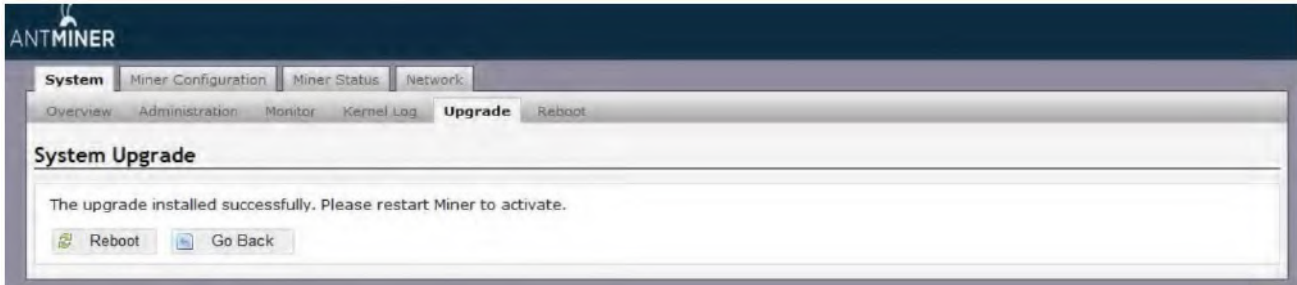 ANTMINER
System Miner Configuration Miner Status Network
Overview Administration Monitor Kernel Log Upgrade Reboot
System Upgrade
The upgrade installed successfully. Please restart Miner to activate.
Reboot Go Back